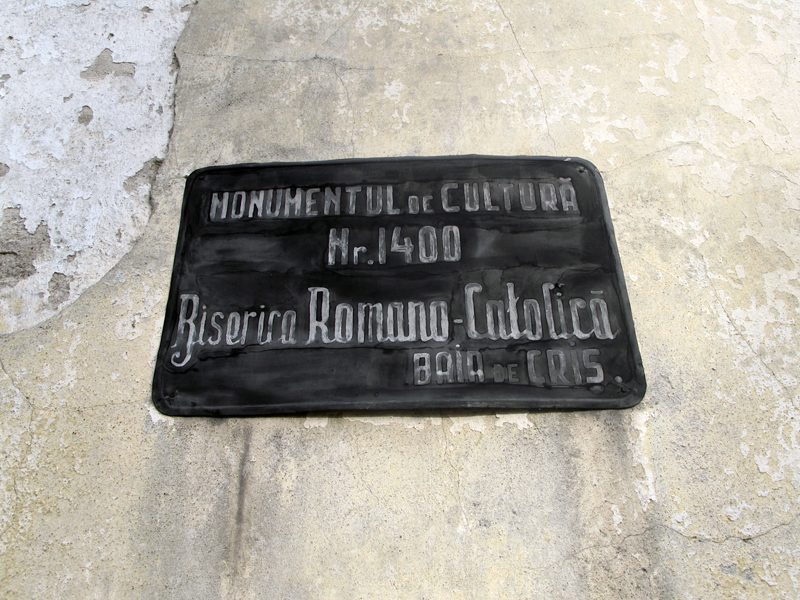 MONUMENTUL DE CULTURĂ
Nr. 1400
Biserica Romano-Catolică
BAIA DE CRIS.